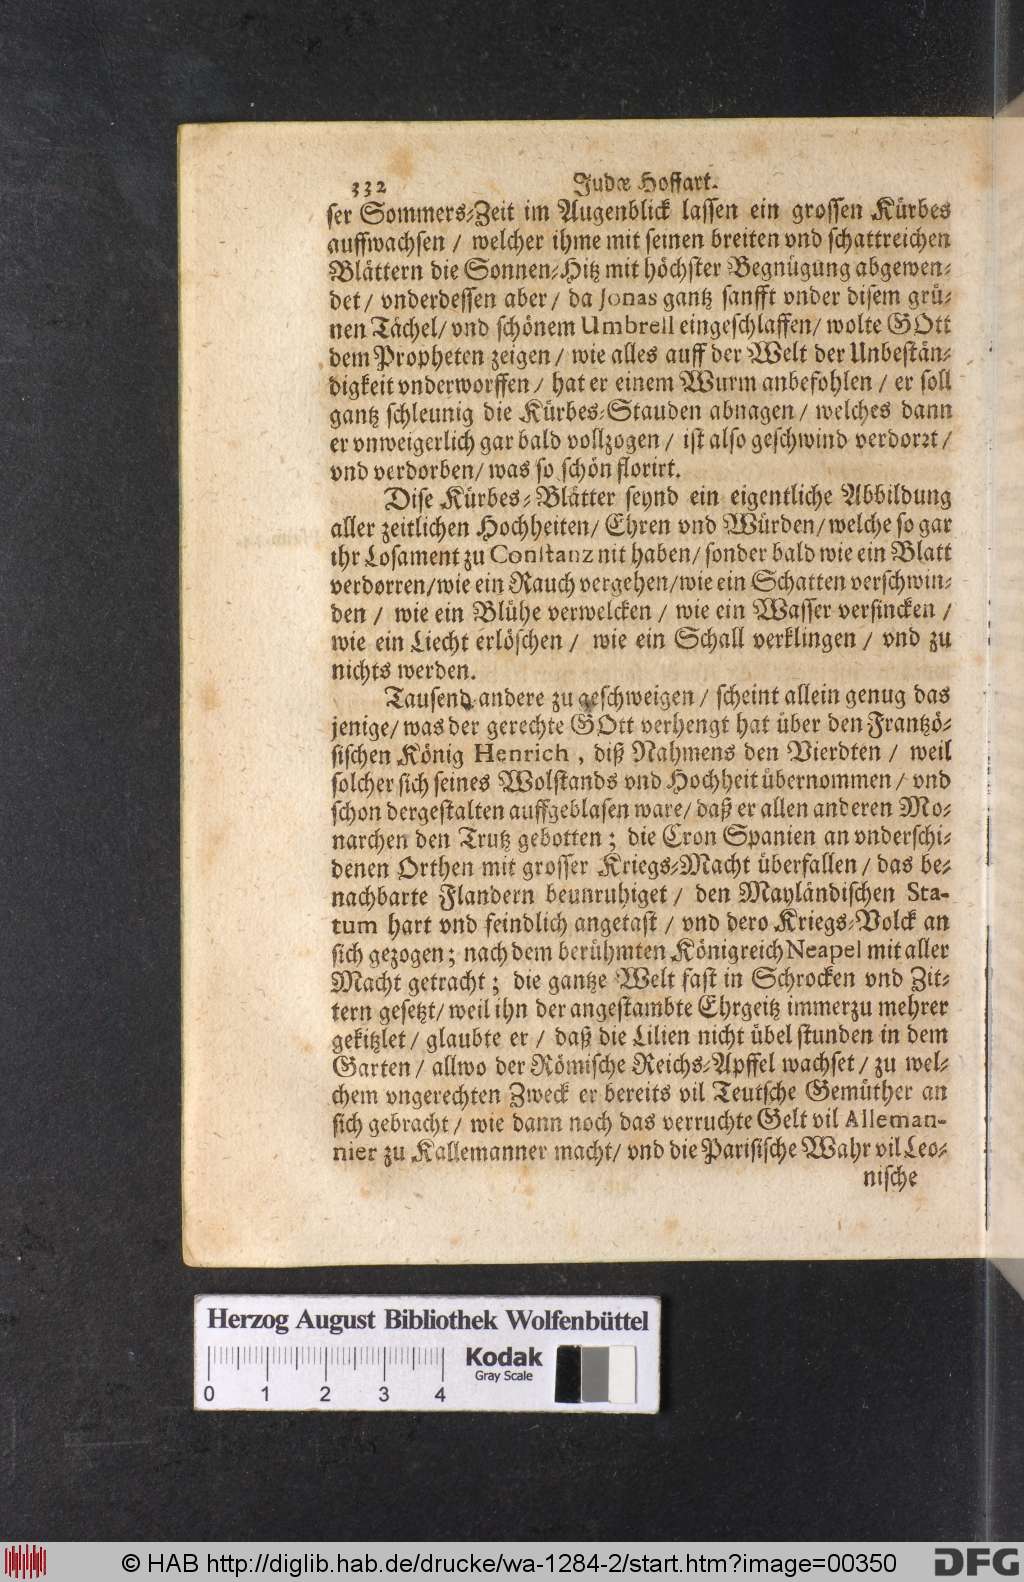 332 Judæ Hoffart.
ser Sommers-Zeit im Augenblick lassen ein grossen Kürbes
auffwachsen / welcher ihme mit seinen breiten vnd schattreichen
Blättern die Sonnen-Hitz mit höchster Begnügung abgewen-
det / vnderdessen aber / da Jonas gantz sanfft vnder disem grü-
nen Tächel / vnd schönem Umbrell eingeschlaffen / wolte GOtt
dem Propheten zeigen / wie alles auff der Welt der Unbestän-
digkeit vnderworffen / hat er einem Wurm anbefohlen / er soll
gantz schleunig die Kürbes-Stauden abnagen / welches dann
er vnweigerlich gar bald vollzogen / ist also geschwind verdorrt /
vnd verdorben / was so schön florirt.
Dise Kürbes-Blätter seynd ein eigentliche Abbildung
aller zeitlichen Hochheiten / Ehren vnd Würden / welche so gar
ihr Losament zu Constanz nit haben / sonder bald wie ein Blatt
verdorren / wie ein Rauch vergehen / wie ein Schatten verschwin-
den / wie ein Blühe verwelcken / wie ein Wasser versincken /
wie ein Liecht erlöschen / wie ein Schall verklingen / vnd zu
nichts werden.
Tausend andere zu geschweigen / scheint allein genug das
jenige / was der gerechte GOtt verhengt hat über den Frantzö-
sischen König Henrich, diß Nahmens den Vierdten / weil
solcher sich seines Wolstands vnd Hochheit übernommen / vnd
schon dergestalten auffgeblasen ware / daß er allen anderen Mo-
narchen den Trutz gebotten ; die Cron Spanien an vnderschi-
denen Orthen mit grosser Kriegs-Macht überfallen / das be-
nachbarte Flandern beunruhiget / den Mayländischen Sta-
tum hart vnd feindlich angetast / vnd dero Kriegs-Volck an
sich gezogen ; nach dem berühmten Königreich Neapel mit aller
Macht getracht ; die gantze Welt fast in Schrocken vnd Zit-
tern gesetzt / weil ihn der angestambte Ehrgeitz immerzu mehrer
gekitzlet / glaubte er / daß die Lilien nicht übel stunden in dem
Garten / allwo der Römische Reichs-Apffel wachset / zu wel-
chem vngerechten Zweck er bereits vil Teutsche Gemüther an
sich gebracht / wie dann noch das verruchte Gelt vil Alleman-
nier zu Kallemanner macht / vnd die Parisische Wahr vil Leo-
nische
Herzog August Bibliothek Wolfenbüttel
0 1 2 3 4
Kodak
Gray Scale
© HAB http://diglib.hab.de/drucke/wa-1284-2/start.htm?image=00350
DFG